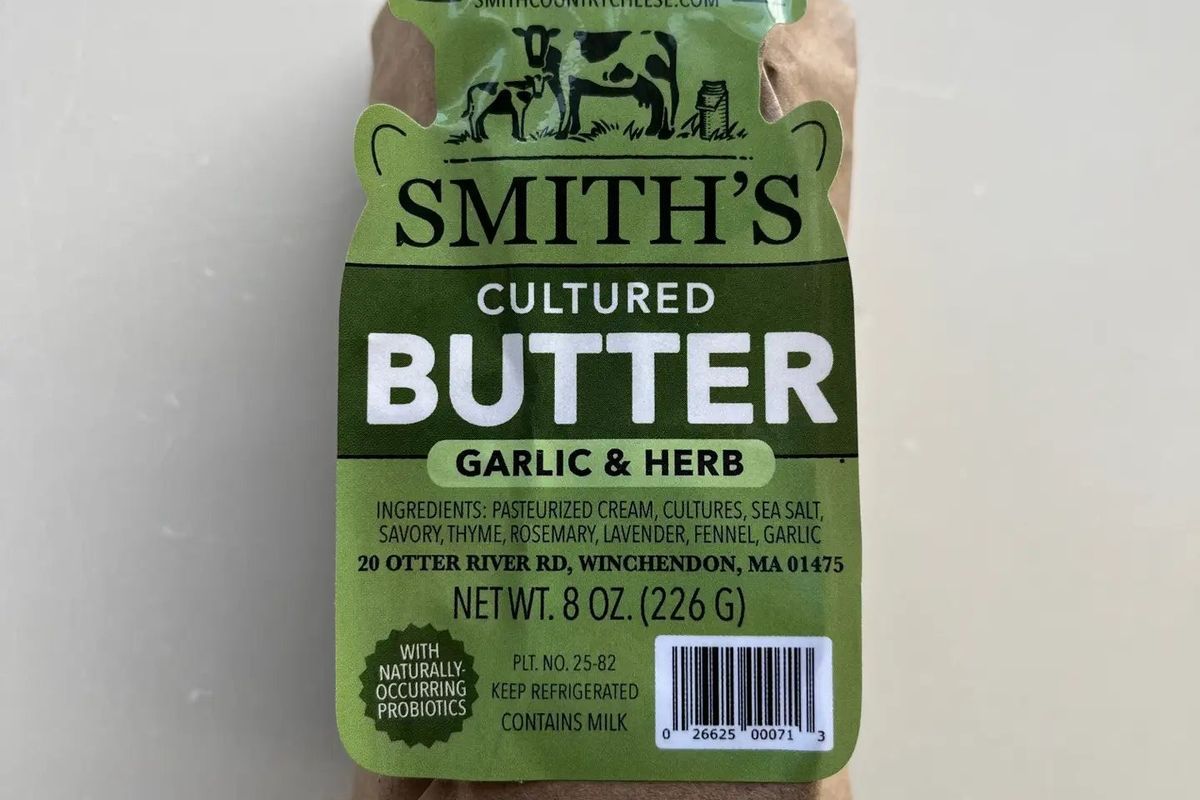 SMITHCOUNTRYCHEESE.COM
SMITH'S
CULTURED
BUTTER
GARLIC & HERB
INGREDIENTS: PASTEURIZED CREAM, CULTURES, SEA SALT,
SAVORY, THYME, ROSEMARY, LAVENDER, FENNEL, GARLIC
20 OTTER RIVER RD, WINCHENDON, MA 01475
NET WT. 8 OZ. (226 G)
WITH
NATURALLY-
OCCURRING
PROBIOTICS
PLT. NO. 25-82
KEEP REFRIGERATED
CONTAINS MILK
0 26625 00071 3